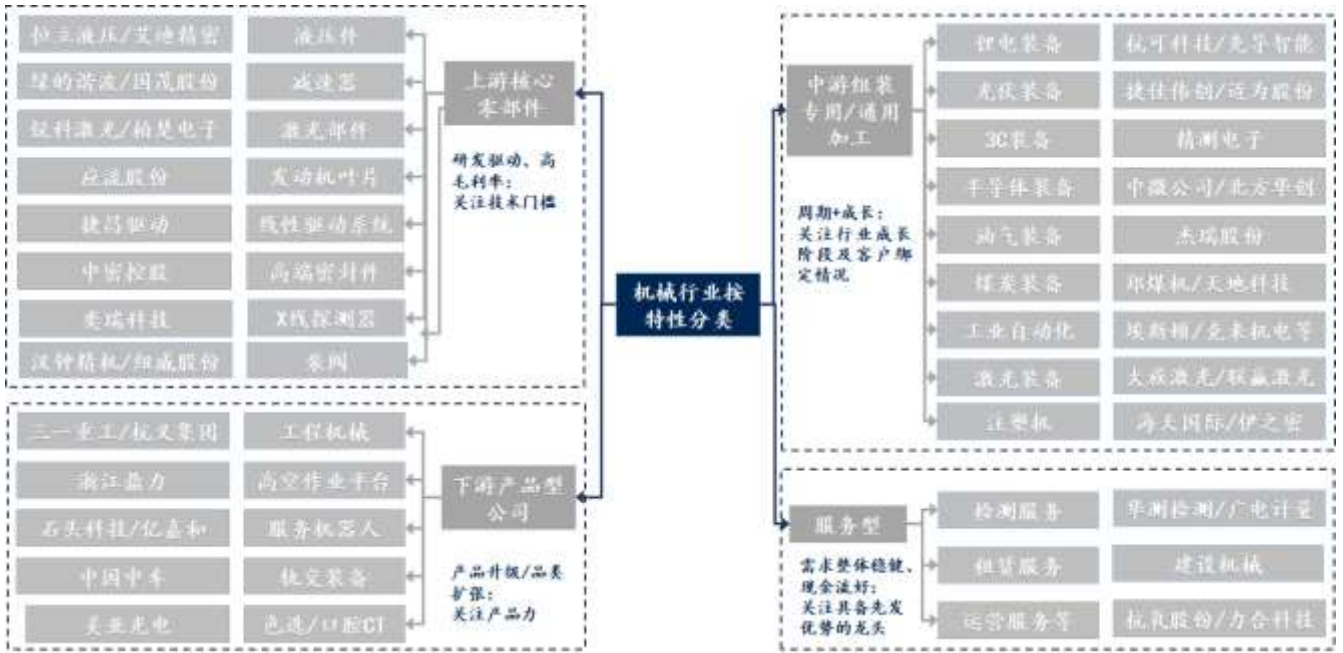 恒立液压/艾迪精密
液压件
绿的谐波/国茂股份
减速器
锐科激光/柏楚电子
激光部件
应流股份
发动机叶片
捷昌驱动
线性驱动系统
中密控股
高端密封件
奕瑞科技
X线探测器
汉钟精机/纽威股份
泵阀
上游核心
零部件
研发驱动、高
毛利率：
关注技术门槛
三一重工/杭叉集团
工程机械
浙江鼎力
高空作业平台
石头科技/亿嘉和
服务机器人
中国中车
轨交装备
美亚光电
色选/口腔CT
下游产品型
公司
产品升级/品类
扩张：
关注产品力
机械行业按
特性分类
中游组装
专用/通用
加工
周期+成长：
关注行业成长
阶段及客户绑
定情况
锂电装备
杭可科技/先导智能
光伏装备
捷佳伟创/迈为股份
3C装备
精测电子
半导体装备
中微公司/北方华创
油气装备
杰瑞股份
煤炭装备
郑煤机/天地科技
工业自动化
埃斯顿/克来机电等
激光装备
大族激光/联赢激光
注塑机
海天国际/伊之密
服务型
需求整体稳健、
现金流好；
关注具备先发
优势的龙头
检测服务
华测检测/广电计量
租赁服务
建设机械
运营服务等
杭氧股份/力合科技